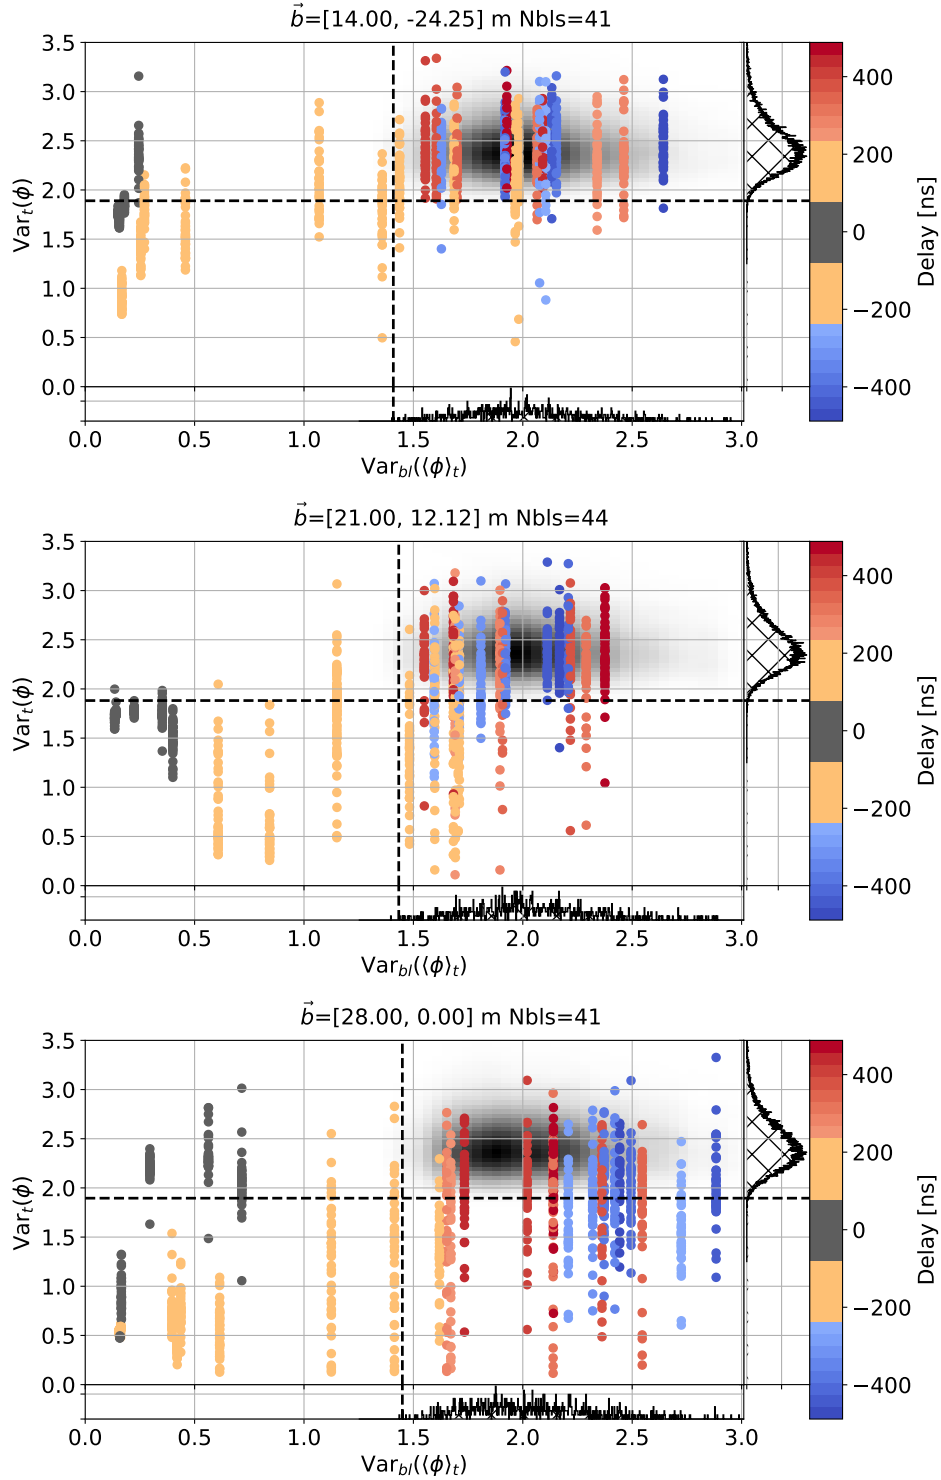 b⃗=[14.00, -24.25] m Nbls=41
3.5
3.0
2.5
2.0
1.5
1.0
0.5
0.0
Var_t(ϕ)
0.0 0.5 1.0 1.5 2.0 2.5 3.0
Var_bl(⟨ϕ⟩_t)
400
200
0
−200
−400
Delay [ns]
b⃗=[21.00, 12.12] m Nbls=44
3.5
3.0
2.5
2.0
1.5
1.0
0.5
0.0
Var_t(ϕ)
0.0 0.5 1.0 1.5 2.0 2.5 3.0
Var_bl(⟨ϕ⟩_t)
400
200
0
−200
−400
Delay [ns]
b⃗=[28.00, 0.00] m Nbls=41
3.5
3.0
2.5
2.0
1.5
1.0
0.5
0.0
Var_t(ϕ)
0.0 0.5 1.0 1.5 2.0 2.5 3.0
Var_bl(⟨ϕ⟩_t)
400
200
0
−200
−400
Delay [ns]